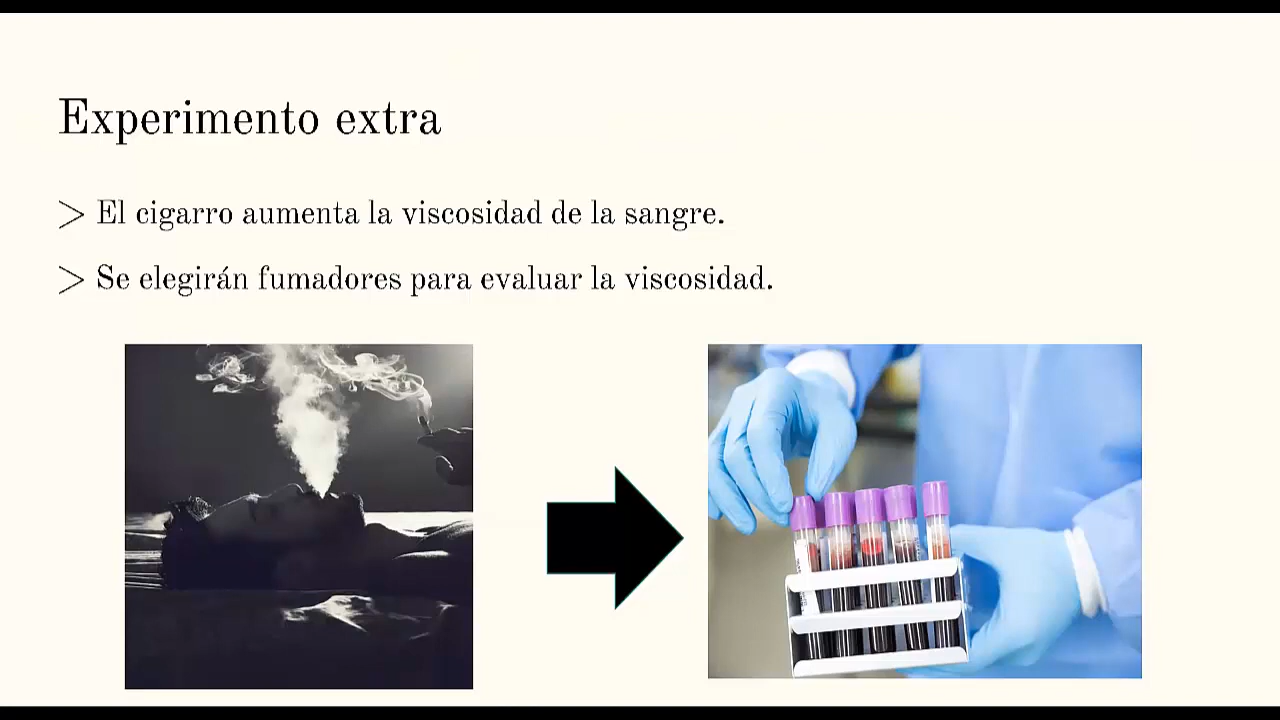 Experimento extra
> El cigarro aumenta la viscosidad de la sangre.
> Se elegirán fumadores para evaluar la viscosidad.